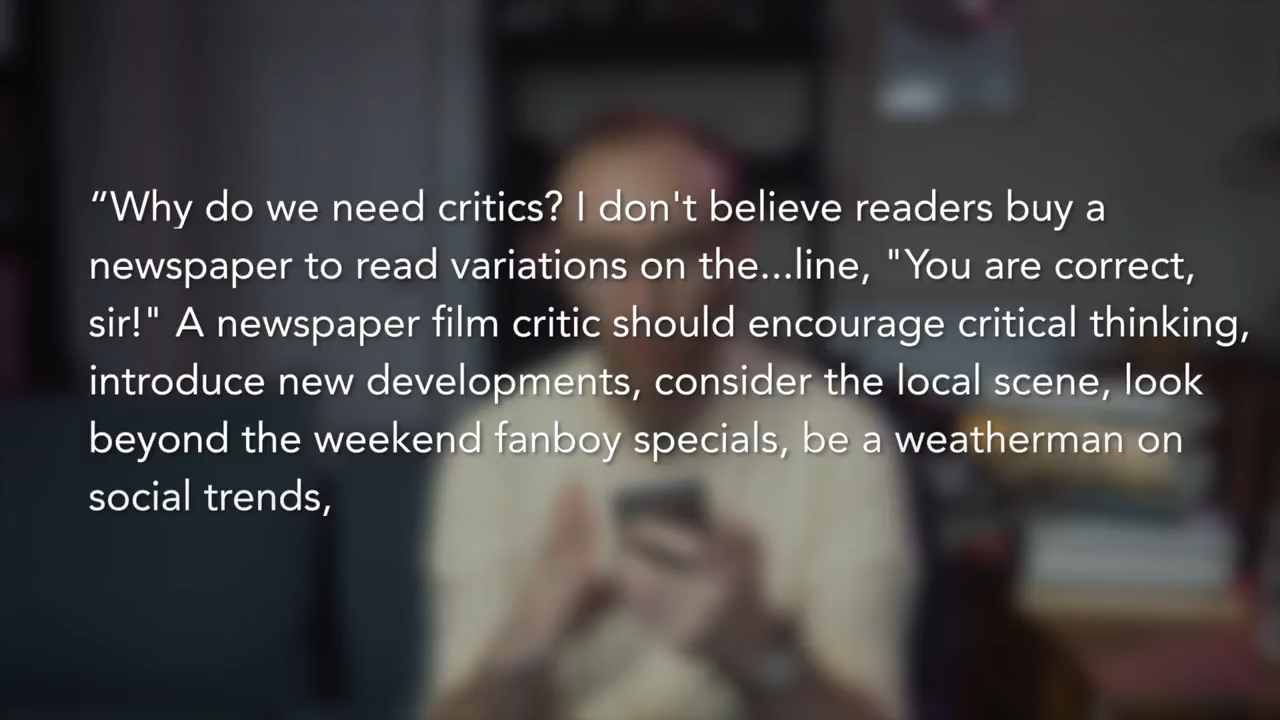 “Why do we need critics? I don't believe readers buy a
newspaper to read variations on the...line, "You are correct,
sir!" A newspaper film critic should encourage critical thinking,
introduce new developments, consider the local scene, look
beyond the weekend fanboy specials, be a weatherman on
social trends,